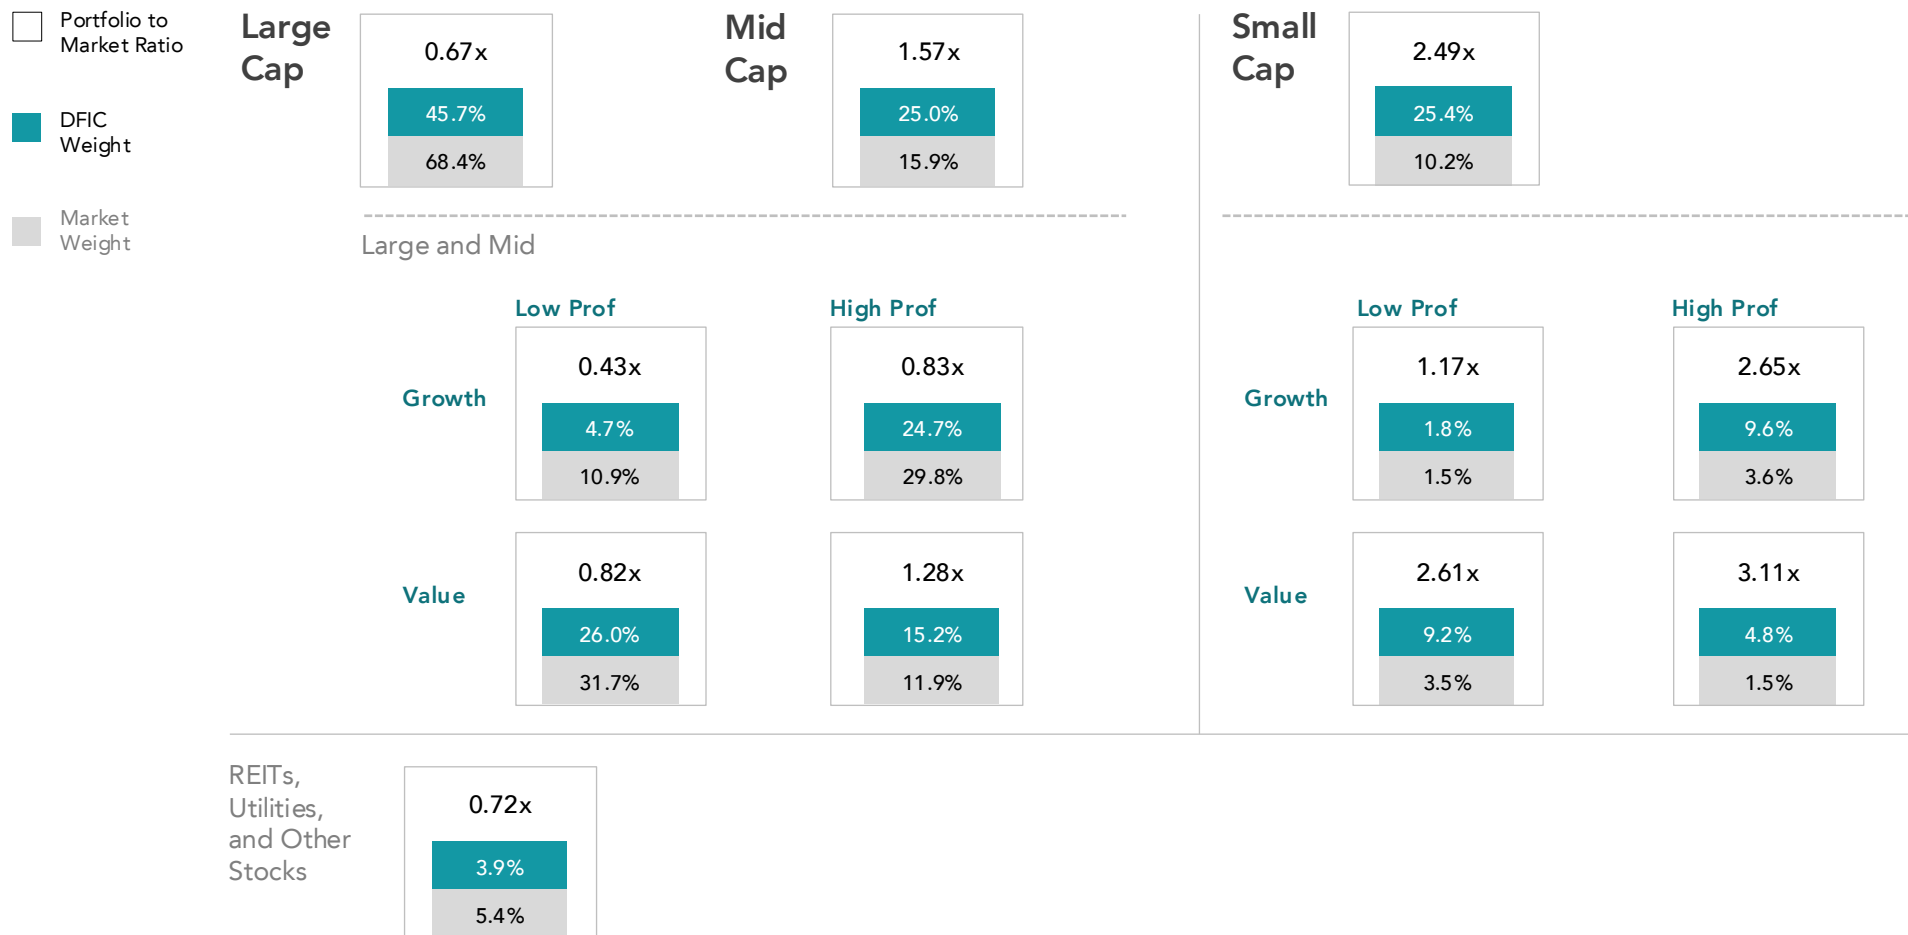 Portfolio to
Market Ratio
DFIC
Weight
Market
Weight
Large
Cap
0.67x
45.7%
68.4%
Mid
Cap
1.57x
25.0%
15.9%
Small
Cap
2.49x
25.4%
10.2%
Large and Mid
Low Prof
High Prof
Growth
0.43x
4.7%
10.9%
0.83x
24.7%
29.8%
Value
0.82x
26.0%
31.7%
1.28x
15.2%
11.9%
Low Prof
High Prof
Growth
1.17x
1.8%
1.5%
2.65x
9.6%
3.6%
Value
2.61x
9.2%
3.5%
3.11x
4.8%
1.5%
REITs,
Utilities,
and Other
Stocks
0.72x
3.9%
5.4%